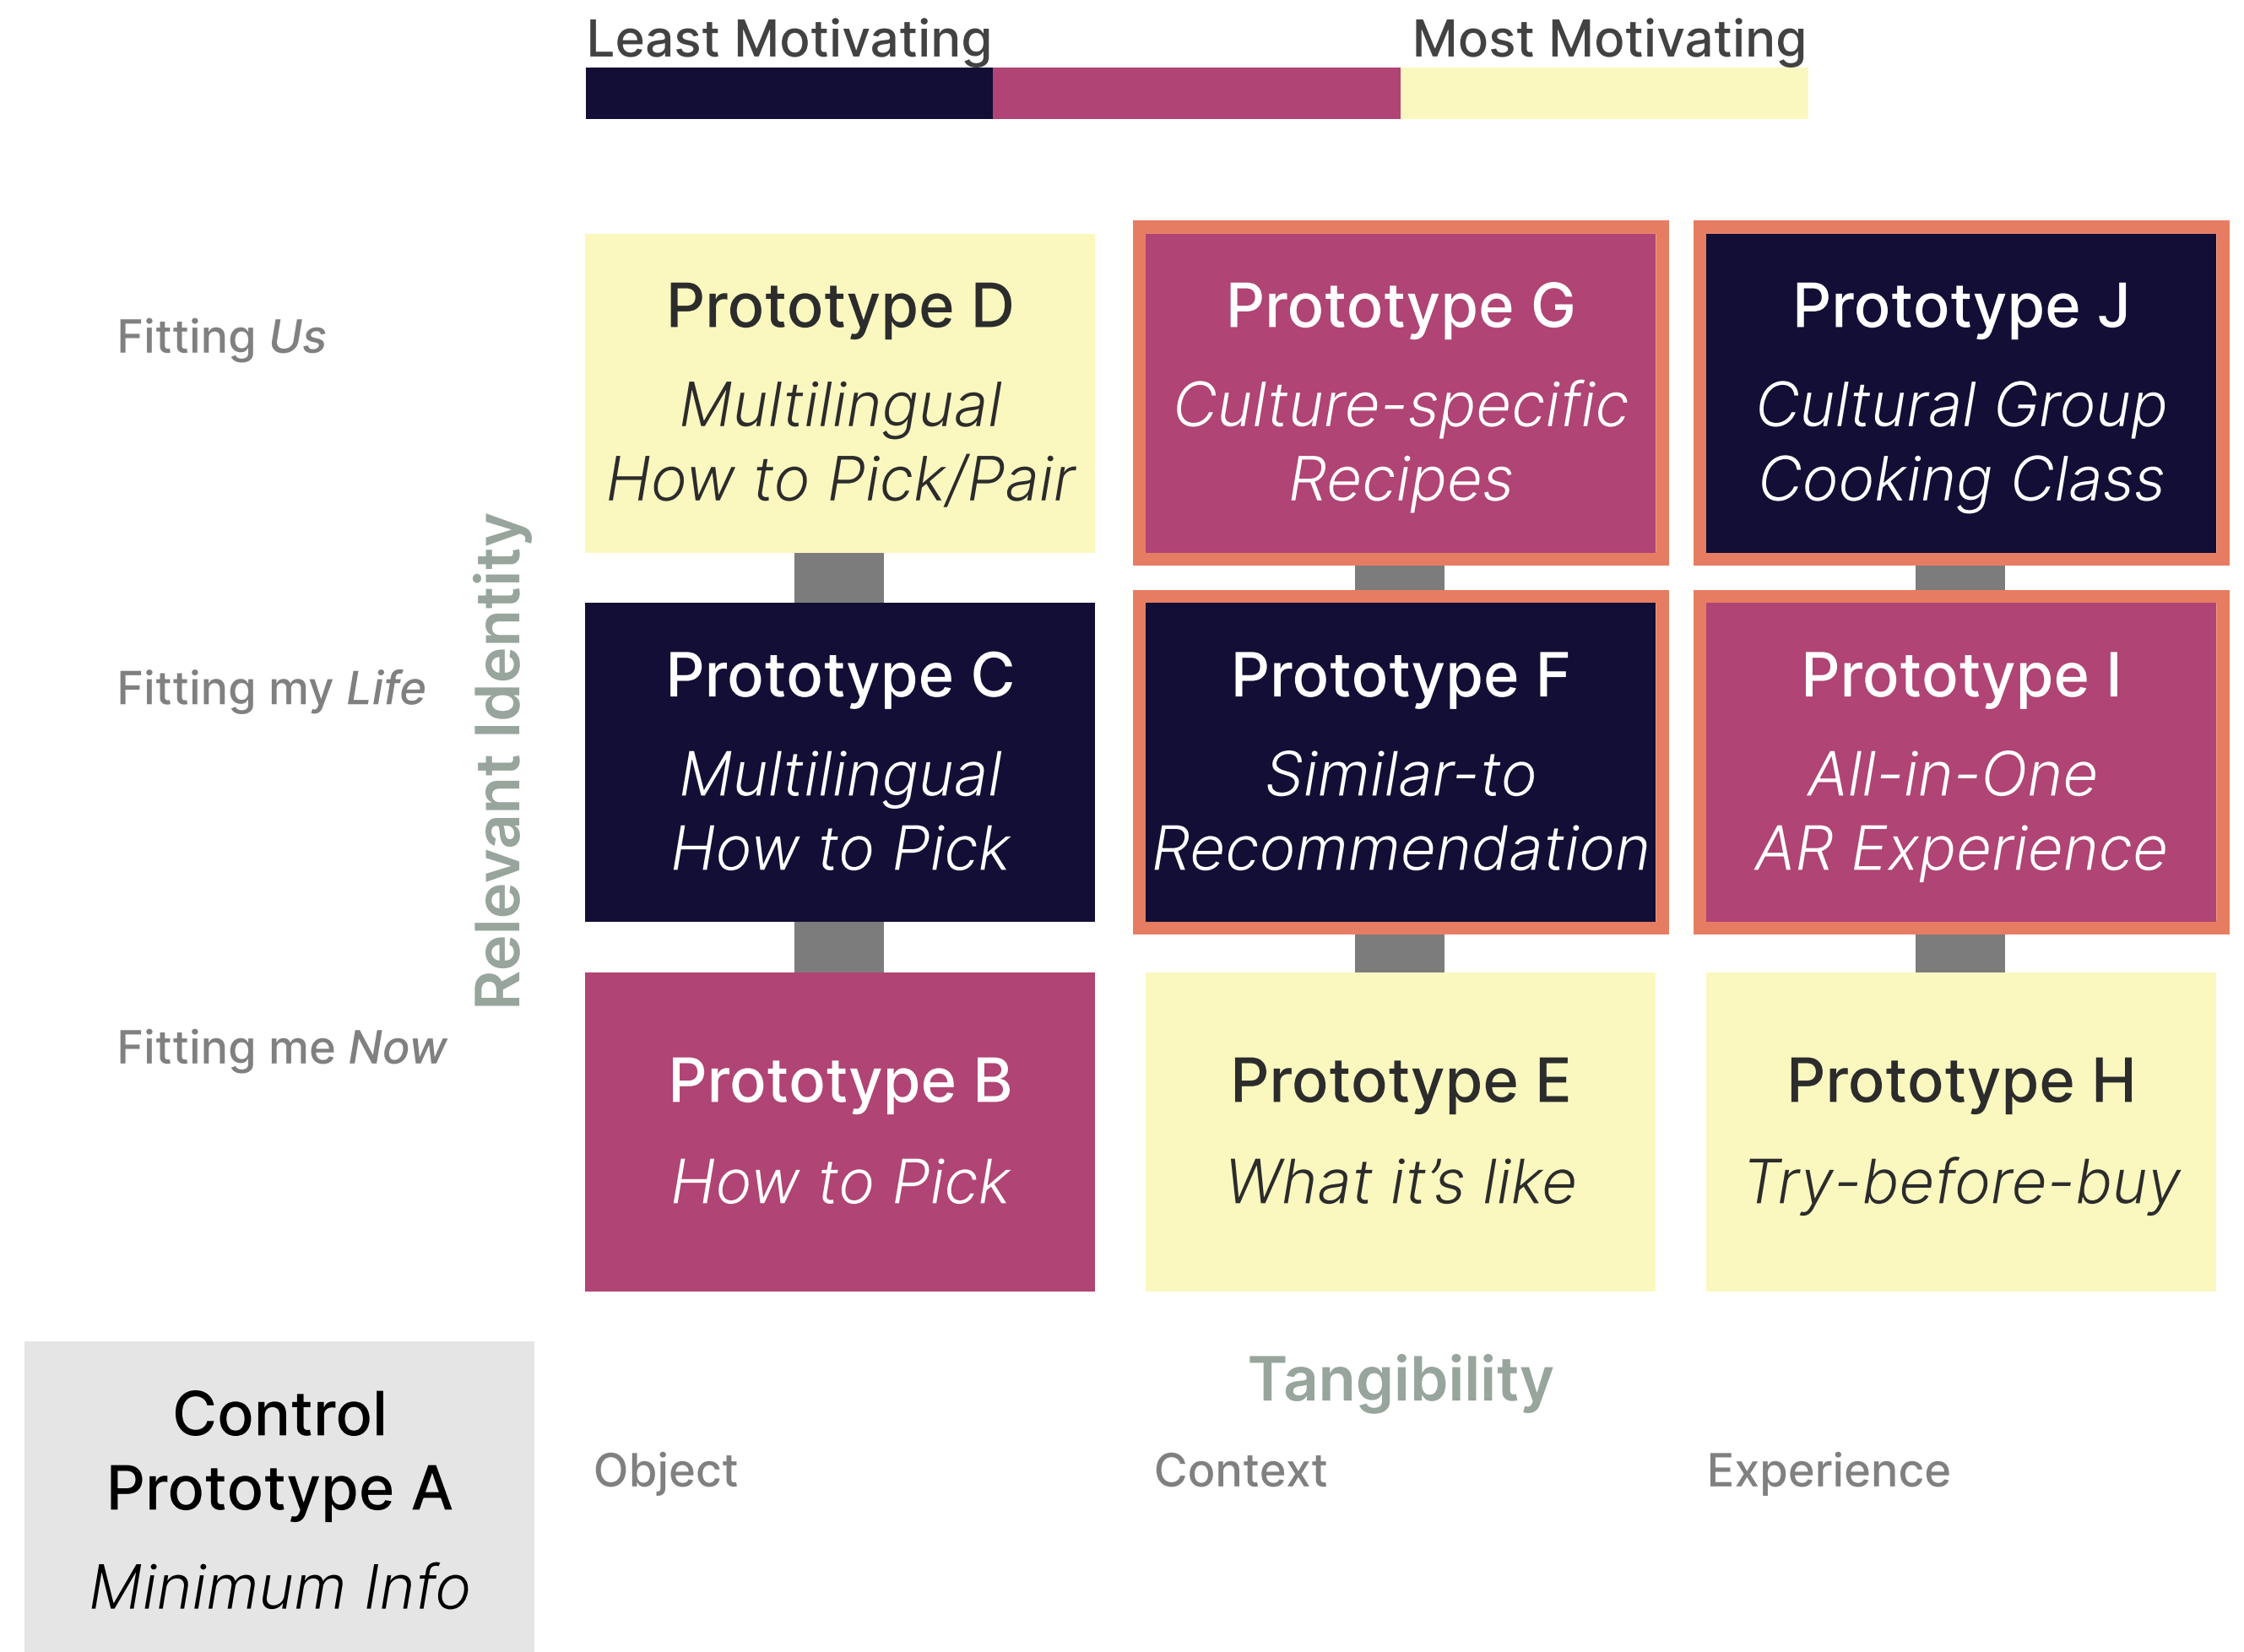 Least Motivating
Most Motivating
Fitting Us
Prototype D
Multilingual
How to Pick/Pair
Prototype G
Culture-specific
Recipes
Prototype J
Cultural Group
Cooking Class
Relevant Identity
Fitting my Life
Prototype C
Multilingual
How to Pick
Prototype F
Similar-to
Recommendation
Prototype I
All-in-One
AR Experience
Fitting me Now
Prototype B
How to Pick
Prototype E
What it’s like
Prototype H
Try-before-buy
Control
Prototype A
Minimum Info
Tangibility
Object
Context
Experience